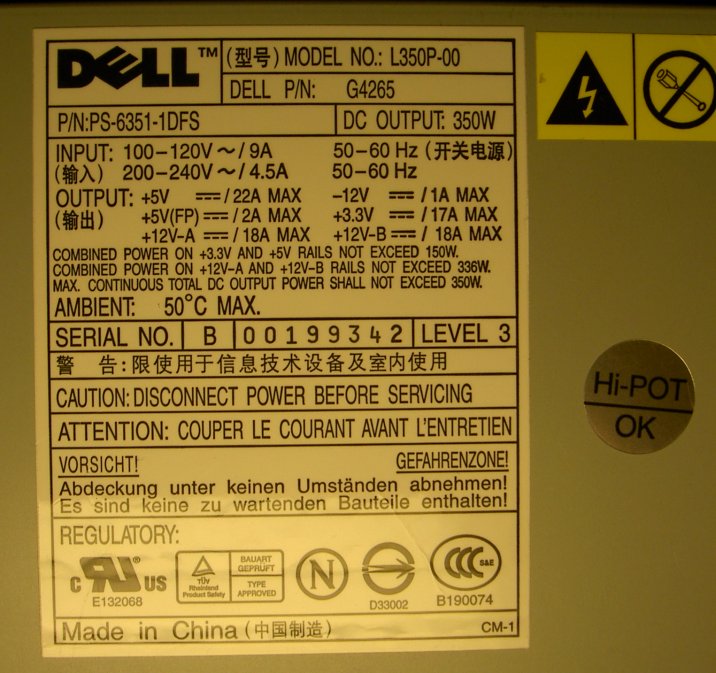 DELL™ (型号) MODEL NO.: L350P-00
DELL P/N: G4265
P/N:PS-6351-1DFS DC OUTPUT: 350W
INPUT: 100-120V ~ / 9A 50-60 Hz (开关电源)
(输入) 200-240V ~ / 4.5A 50-60 Hz
OUTPUT: +5V ⎓ / 22A MAX -12V ⎓ / 1A MAX
(输出) +5V(FP) ⎓ / 2A MAX +3.3V ⎓ / 17A MAX
+12V-A ⎓ / 18A MAX +12V-B ⎓ / 18A MAX
COMBINED POWER ON +3.3V AND +5V RAILS NOT EXCEED 150W.
COMBINED POWER ON +12V-A AND +12V-B RAILS NOT EXCEED 336W.
MAX. CONTINUOUS TOTAL DC OUTPUT POWER SHALL NOT EXCEED 350W.
AMBIENT: 50°C MAX.
SERIAL NO. B 00199342 LEVEL 3
警 告:限使用于信息技术设备及室内使用
CAUTION: DISCONNECT POWER BEFORE SERVICING
ATTENTION: COUPER LE COURANT AVANT L'ENTRETIEN
VORSICHT! GEFAHRENZONE!
Abdeckung unter keinen Umständen abnehmen!
Es sind keine zu wartenden Bauteile enthalten!
REGULATORY:
c RU ® US
E132068
TÜV
Rheinland
Product Safety
BAUART
GEPRÜFT
TYPE
APPROVED
N
D33002
CCC S&E
B190074
Made in China (中国制造) CM-1
Hi-POT
OK